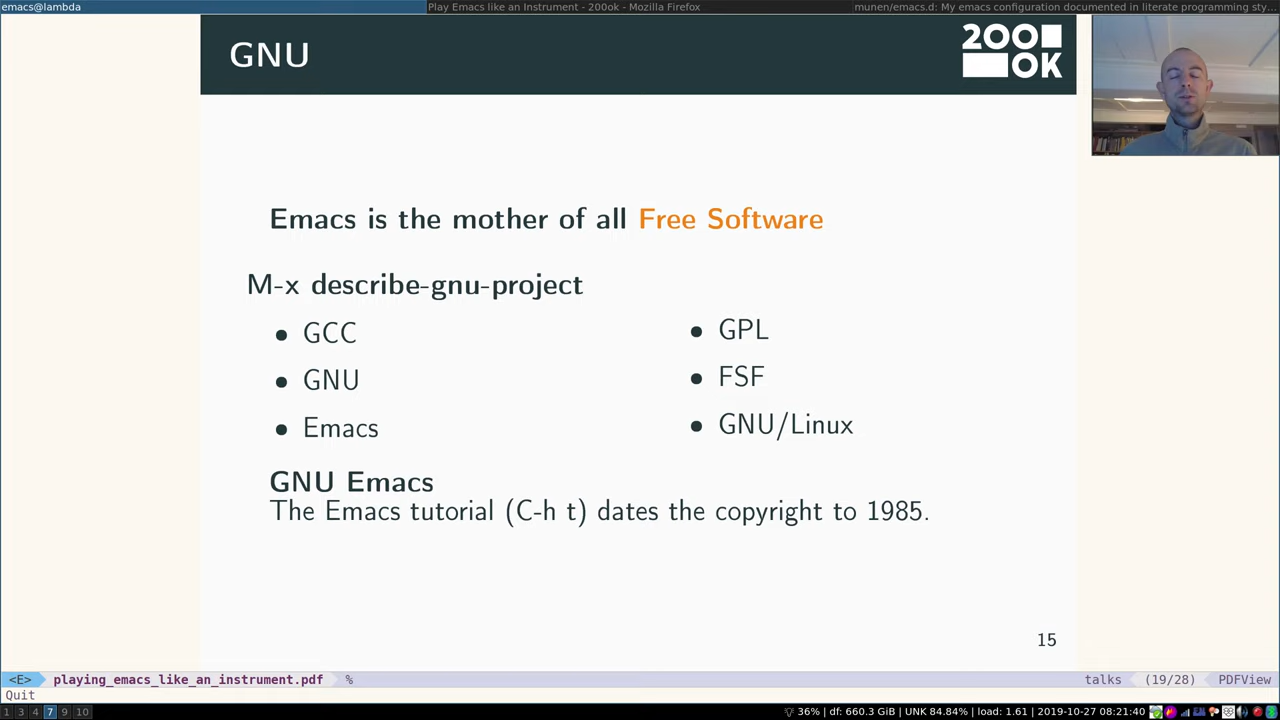 emacs@lambda
Play Emacs like an Instrument - 200ok - Mozilla Firefox
munen/emacs.d: My emacs configuration documented in literate programming sty...
GNU
200
OK
Emacs is the mother of all Free Software
M-x describe-gnu-project
• GCC
• GNU
• Emacs
• GPL
• FSF
• GNU/Linux
GNU Emacs
The Emacs tutorial (C-h t) dates the copyright to 1985.
15
<E> playing_emacs_like_an_instrument.pdf % talks (19/28) PDFView
Quit
1 3 4 7 9 10
36% | df: 660.3 GiB | UNK 84.84% | load: 1.61 | 2019-10-27 08:21:40